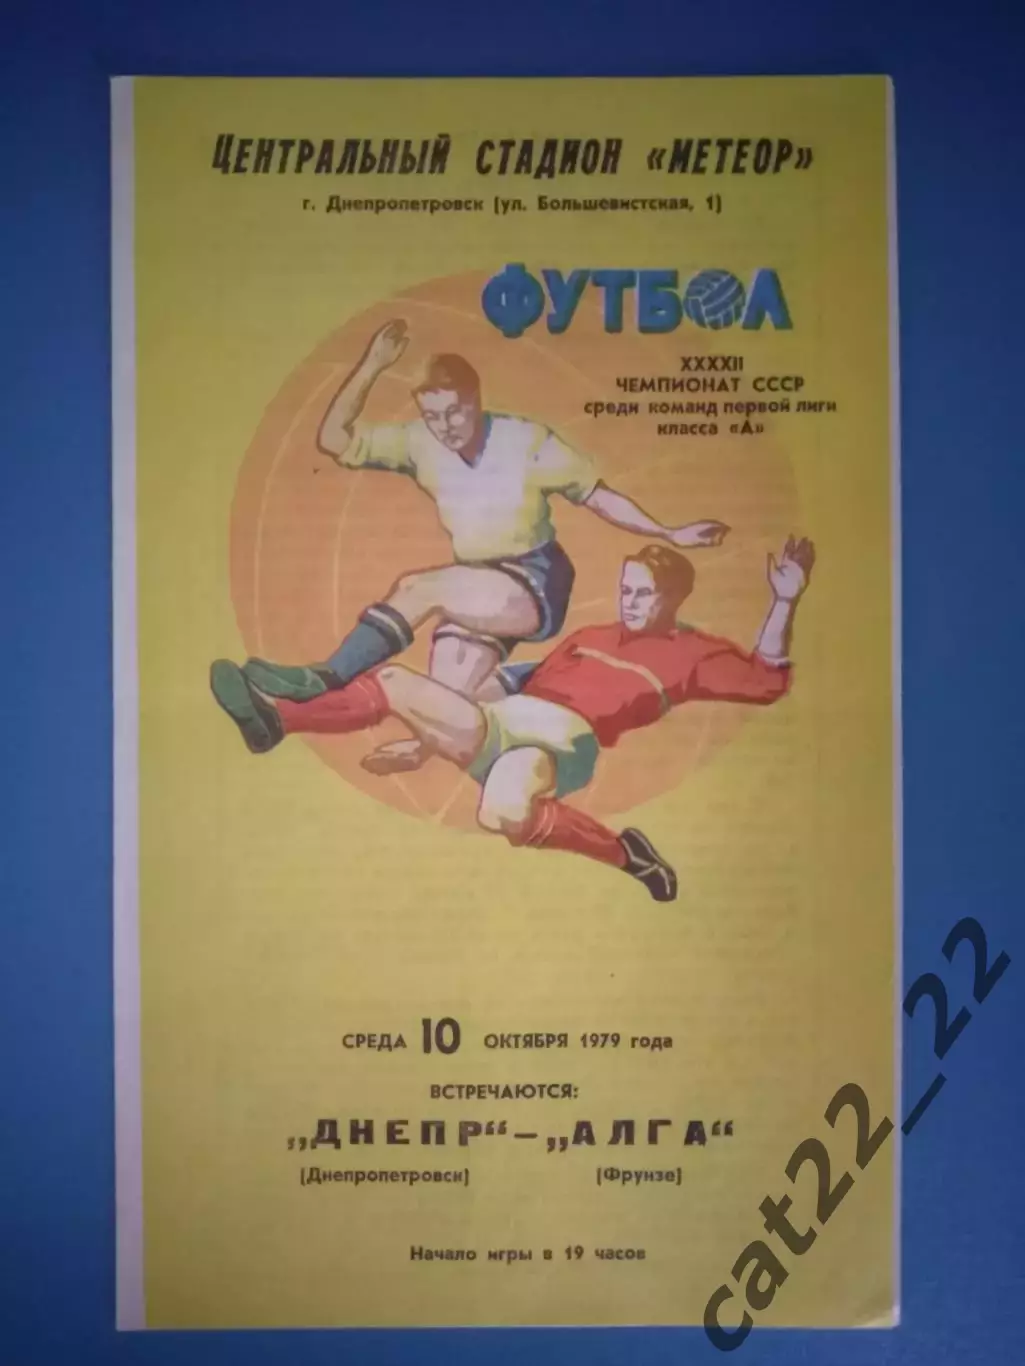 ЦЕНТРАЛЬНЫЙ СТАДИОН «МЕТЕОР»
г. Днепропетровск (ул. Большевистская, 1)
ФУТБОЛ
XXXXII
ЧЕМПИОНАТ СССР
среди команд первой лиги
класса «А»
СРЕДА 10 ОКТЯБРЯ 1979 года
ВСТРЕЧАЮТСЯ:
„ДНЕПР“ – „АЛГА“
(Днепропетровск) (Фрунзе)
Начало игры в 19 часов
cat22_22